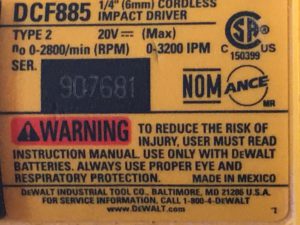 DCF885 1/4" (6mm) CORDLESS
IMPACT DRIVER
TYPE 2 20V⎓ (Max)
n0 0-2800/min (RPM) 0-3200 IPM
SER.
907681
C US
150399
NOM ANCE
MR
WARNING TO REDUCE THE RISK OF
INJURY, USER MUST READ
INSTRUCTION MANUAL. USE ONLY WITH DEWALT
BATTERIES. ALWAYS USE PROPER EYE AND
RESPIRATORY PROTECTION. MADE IN MEXICO
DEWALT INDUSTRIAL TOOL CO., BALTIMORE, MD 21286 U.S.A.
FOR SERVICE INFORMATION, CALL 1-800-4-DEWALT
www.DEWALT.com